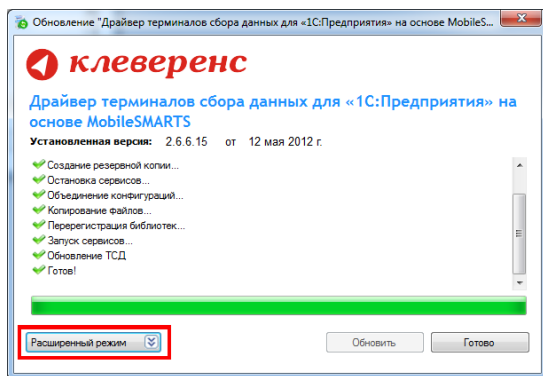 Обновление "Драйвер терминалов сбора данных для «1С:Предприятия» на основе MobileS...
клеверенс
Драйвер терминалов сбора данных для «1С:Предприятия» на
основе MobileSMARTS
Установленная версия: 2.6.6.15 от 12 мая 2012 г.
Создание резервной копии...
Остановка сервисов...
Объединение конфигураций...
Копирование файлов...
Перерегистрация библиотек...
Запуск сервисов...
Обновление ТСД
Готов!
Расширенный режим
Обновить
Готово